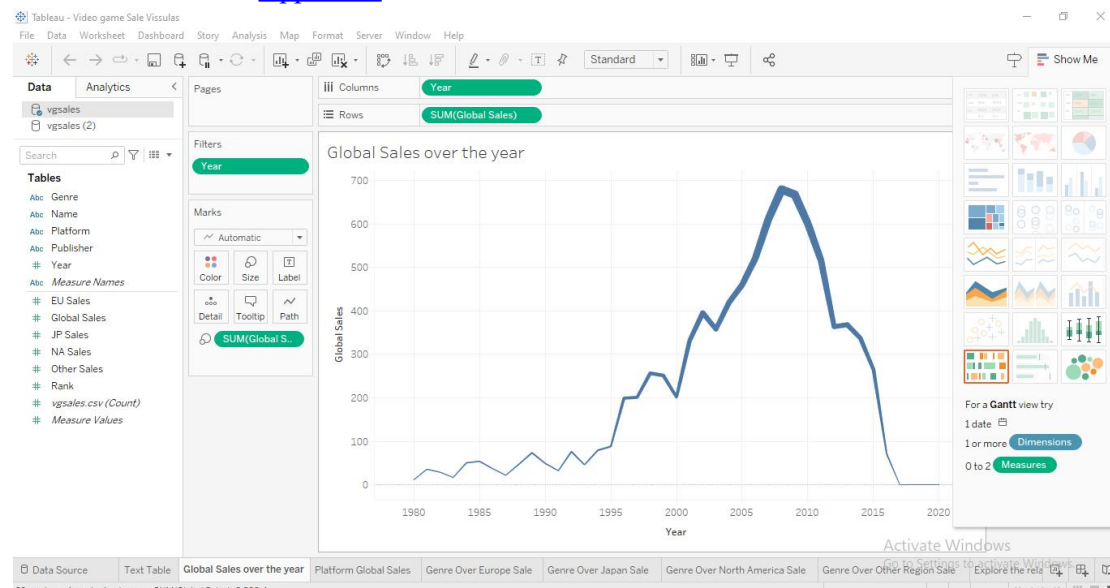 Tableau - Video game Sale Vissulas
File Data Worksheet Dashboard Story Analysis Map Format Server Window Help
Standard
Show Me
Data Analytics
vgsales
vgsales (2)
Search
Tables
Abc Genre
Abc Name
Abc Platform
Abc Publisher
# Year
Abc Measure Names
# EU Sales
# Global Sales
# JP Sales
# NA Sales
# Other Sales
# Rank
# vgsales.csv (Count)
# Measure Values
Pages
Filters
Year
Marks
Automatic
Color Size Label
Detail Tooltip Path
SUM(Global S..
Columns Year
Rows SUM(Global Sales)
Global Sales over the year
Global Sales
700
600
500
400
300
200
100
0
1980 1985 1990 1995 2000 2005 2010 2015 2020
Year
For a Gantt view try
1 date
1 or more Dimensions
0 to 2 Measures
Activate Windows
Go to Settings to activate Windows.
Data Source Text Table Global Sales over the year Platform Global Sales Genre Over Europe Sale Genre Over Japan Sale Genre Over North America Sale Genre Over Other Region Sale Explore the rela